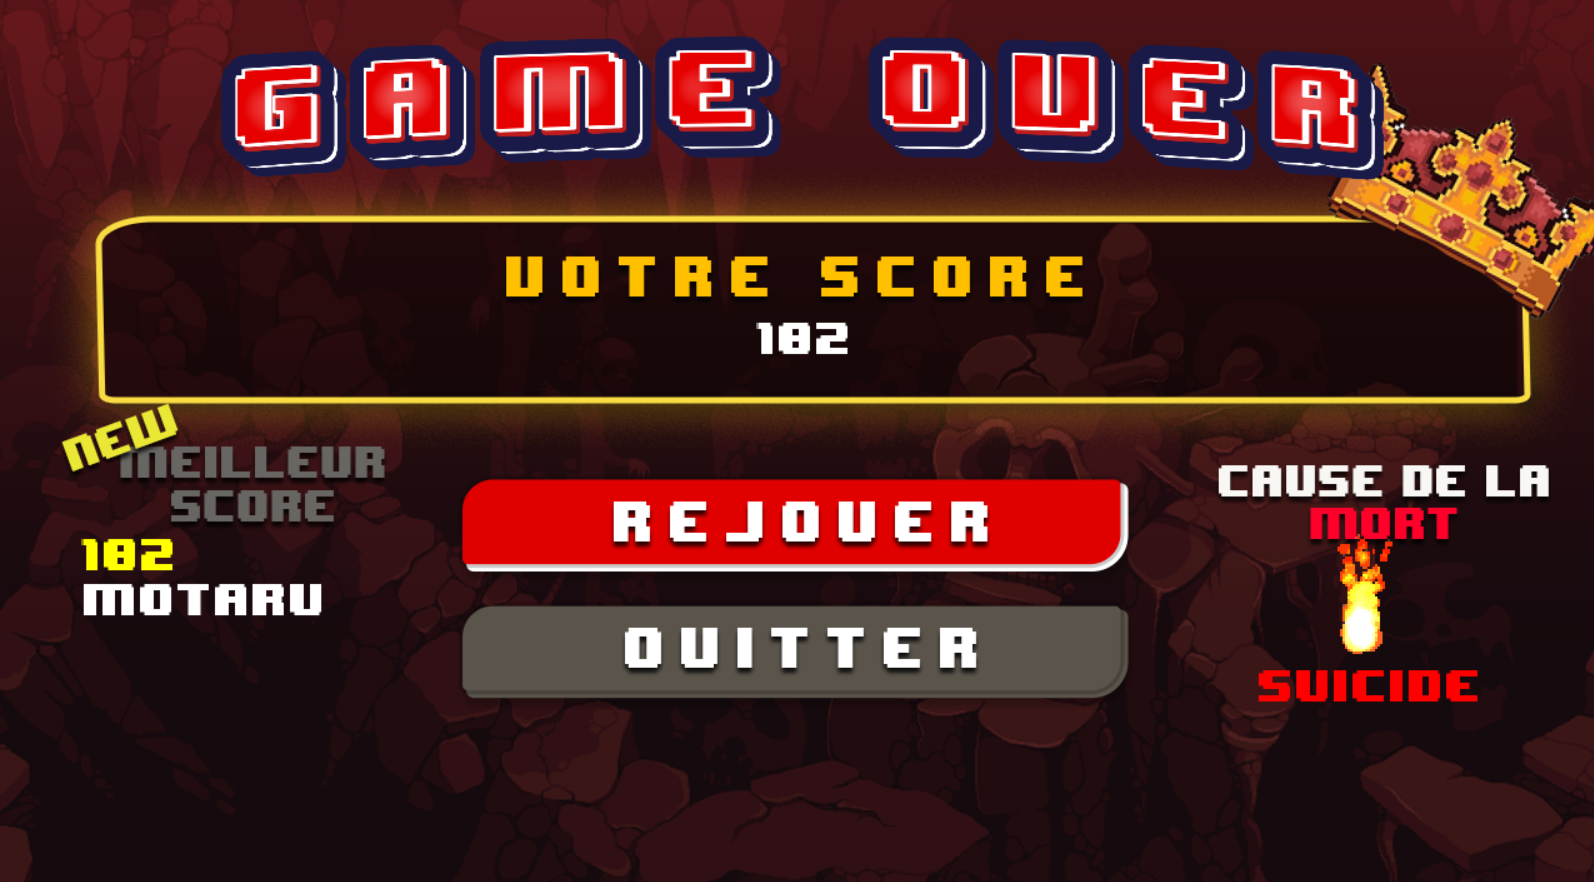 GAME OVER
VOTRE SCORE
182
NEW
MEILLEUR
SCORE
182
MOTARU
REJOUER
QUITTER
CAUSE DE LA
MORT
SUICIDE